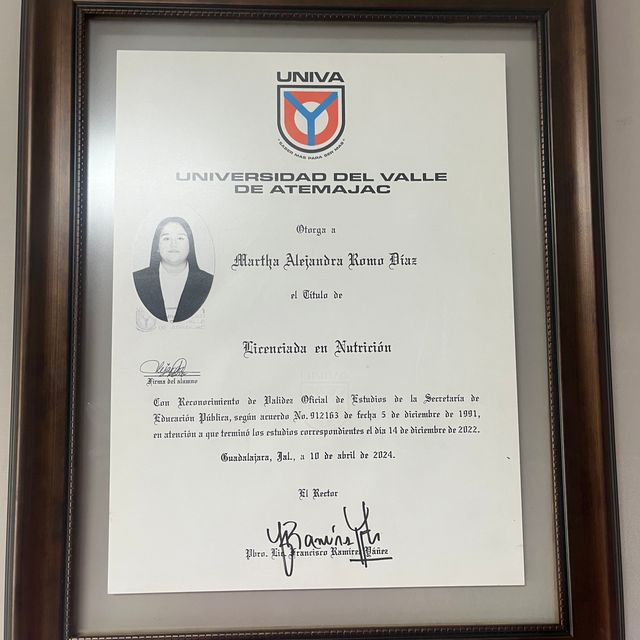 UNIVA
SABER MAS PARA SER MAS
UNIVERSIDAD DEL VALLE
DE ATEMAJAC
Otorga a
Martha Alejandra Romo Díaz
el Título de
Licenciada en Nutrición
Firma del alumno
Con Reconocimiento de Validez Oficial de Estudios de la Secretaría de
Educación Pública, según acuerdo No. 912163 de fecha 5 de diciembre de 1991,
en atención a que terminó los estudios correspondientes el día 14 de diciembre de 2022.
Guadalajara, Jal., a 10 de abril de 2024.
El Rector
Pbro. Lic. Francisco Ramírez Yáñez